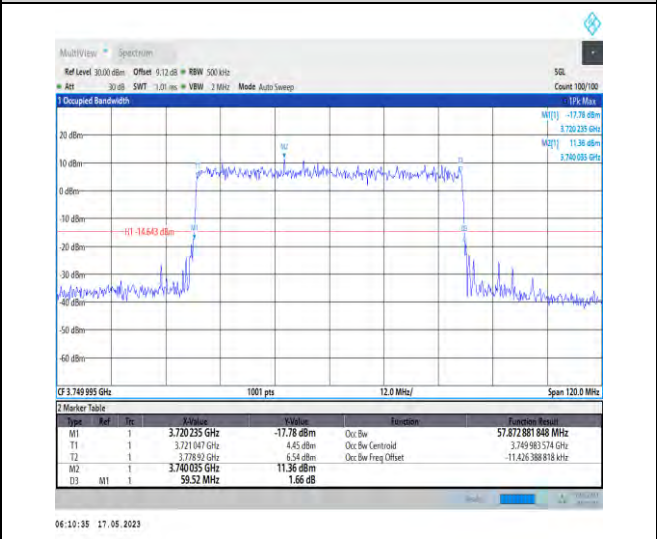 MultiView Spectrum
Ref Level 30.00 dBm Offset 9.12 dB RBW 500 kHz SGL
Att 30 dB SWT 1.01 ms VBW 2 MHz Mode Auto Sweep Count 100/100
1 Occupied Bandwidth 1Pk Max
M1[1] -17.78 dBm
3.720 235 GHz
M2[1] 11.36 dBm
3.740 035 GHz
20 dBm
M2
10 dBm
T1
0 dBm
-10 dBm
H1 -14.643 dBm M1 D3
-20 dBm
-30 dBm
-40 dBm
-50 dBm
-60 dBm
CF 3.749 995 GHz 1001 pts 12.0 MHz/ Span 120.0 MHz
2 Marker Table
Type Ref Trc X-Value Y-Value Function Function Result
M1 1 3.720 235 GHz -17.78 dBm Occ Bw 57.872 881 848 MHz
T1 1 3.721 047 GHz 4.45 dBm Occ Bw Centroid 3.749 983 574 GHz
T2 1 3.778 92 GHz 6.54 dBm Occ Bw Freq Offset -11.426 388 818 kHz
M2 1 3.740 035 GHz 11.36 dBm
D3 M1 1 59.52 MHz 1.66 dB
06:10:35 17.05.2023